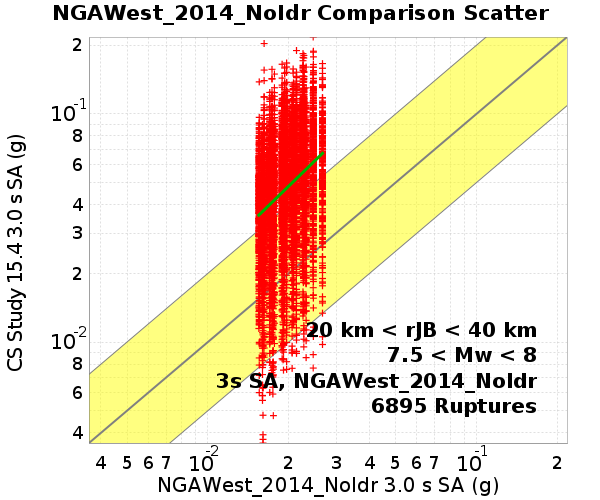 NGAWest_2014_NoIdr Comparison Scatter
CS Study 15.4 3.0 s SA (g)
2
10^-1
8
6
4
3
2
10^-2
8
6
4
20 km < rJB < 40 km
7.5 < Mw < 8
3s SA, NGAWest_2014_NoIdr
6895 Ruptures
4 5 6 7 10^-2 2 3 4 5 6 7 10^-1 2
NGAWest_2014_NoIdr 3.0 s SA (g)